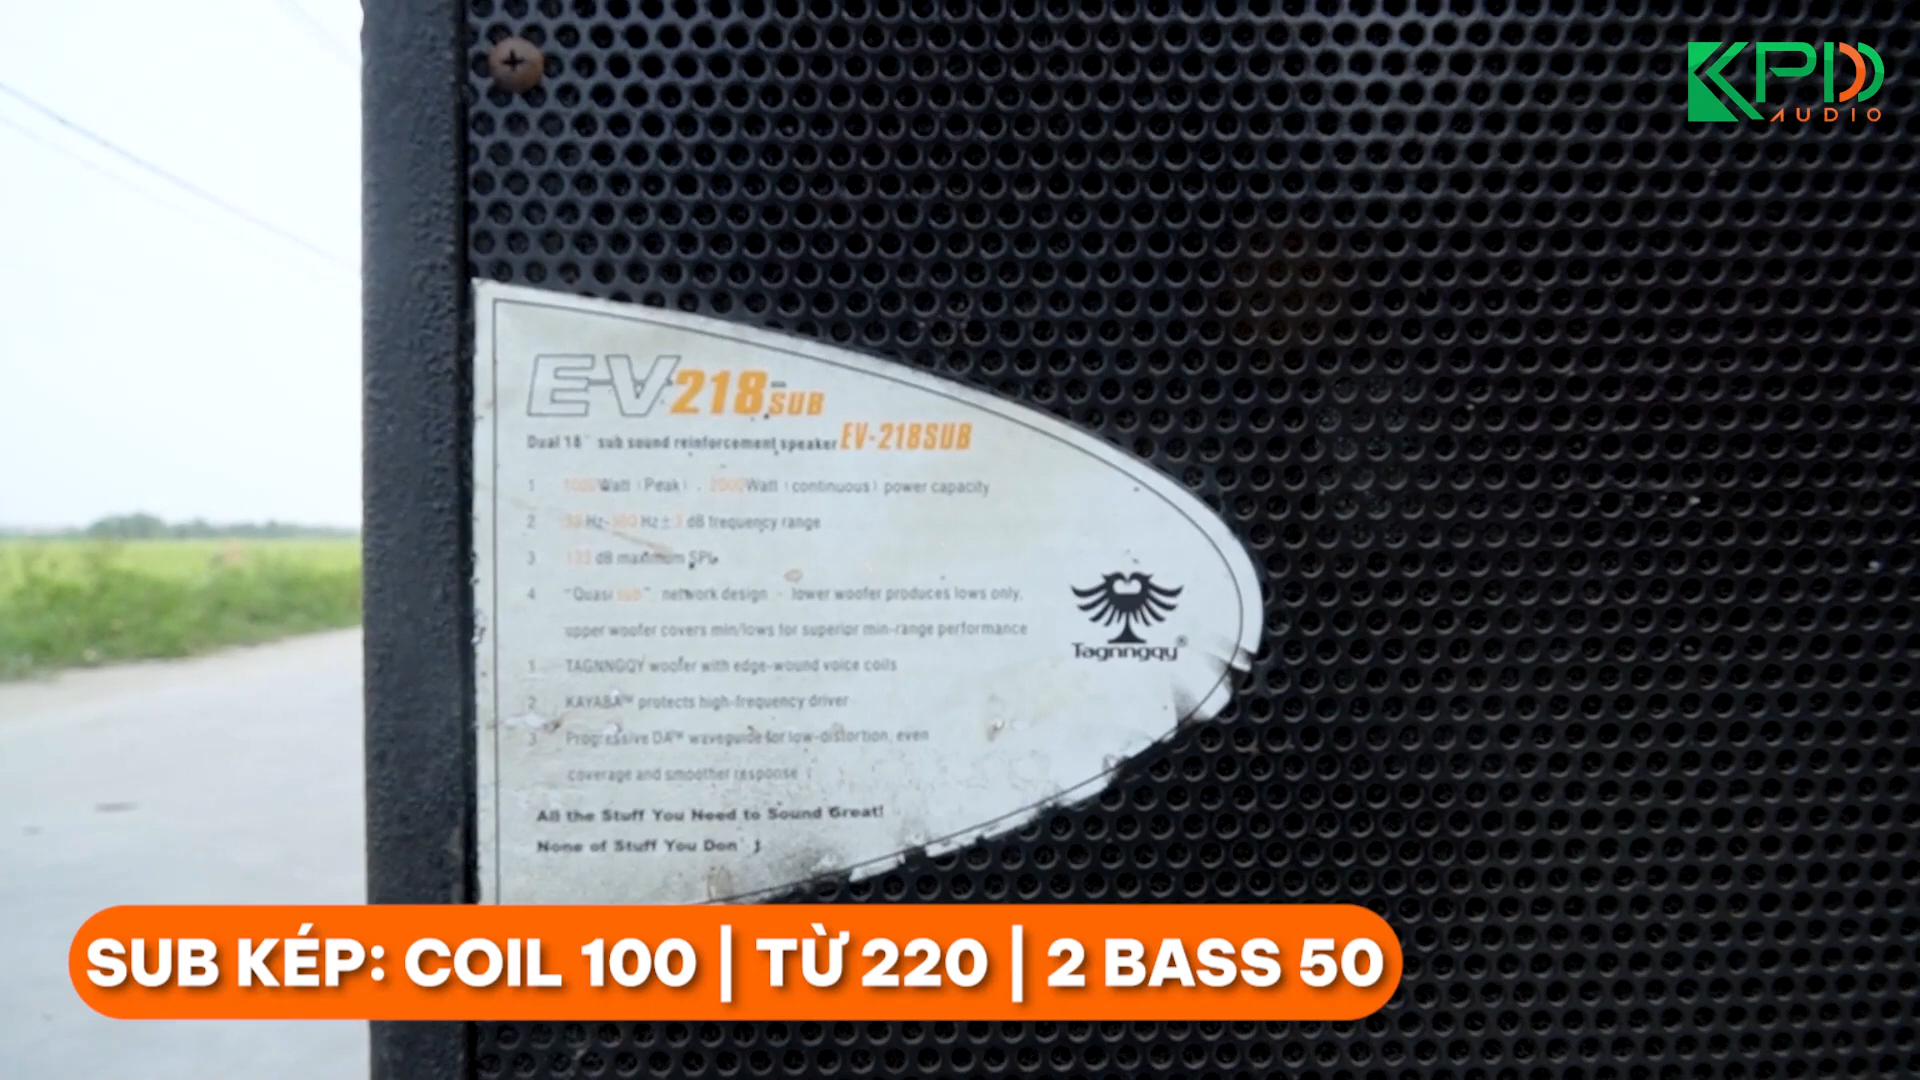 KPD
AUDIO
EV218-SUB
Dual 18" sub sound reinforcement speaker EV-218SUB
1 Watt (Peak) . 2000 Watt (continuous) power capacity
2 Hz- Hz ± dB frequency range
3 dB maximum SPL
4 "Quasi sub" network design - lower woofer produces lows only,
upper woofer covers min/lows for superior min-range performance
1 TAGNNGQY woofer with edge-wound voice coils
2 KAYABA™ protects high-frequency driver
3 Progressive DA™ waveguide for low-distortion, even
coverage and smoother response
All the Stuff You Need to Sound Great!
None of Stuff You Don'
Tagnngqy®
SUB KÉP: COIL 100 | TỪ 220 | 2 BASS 50